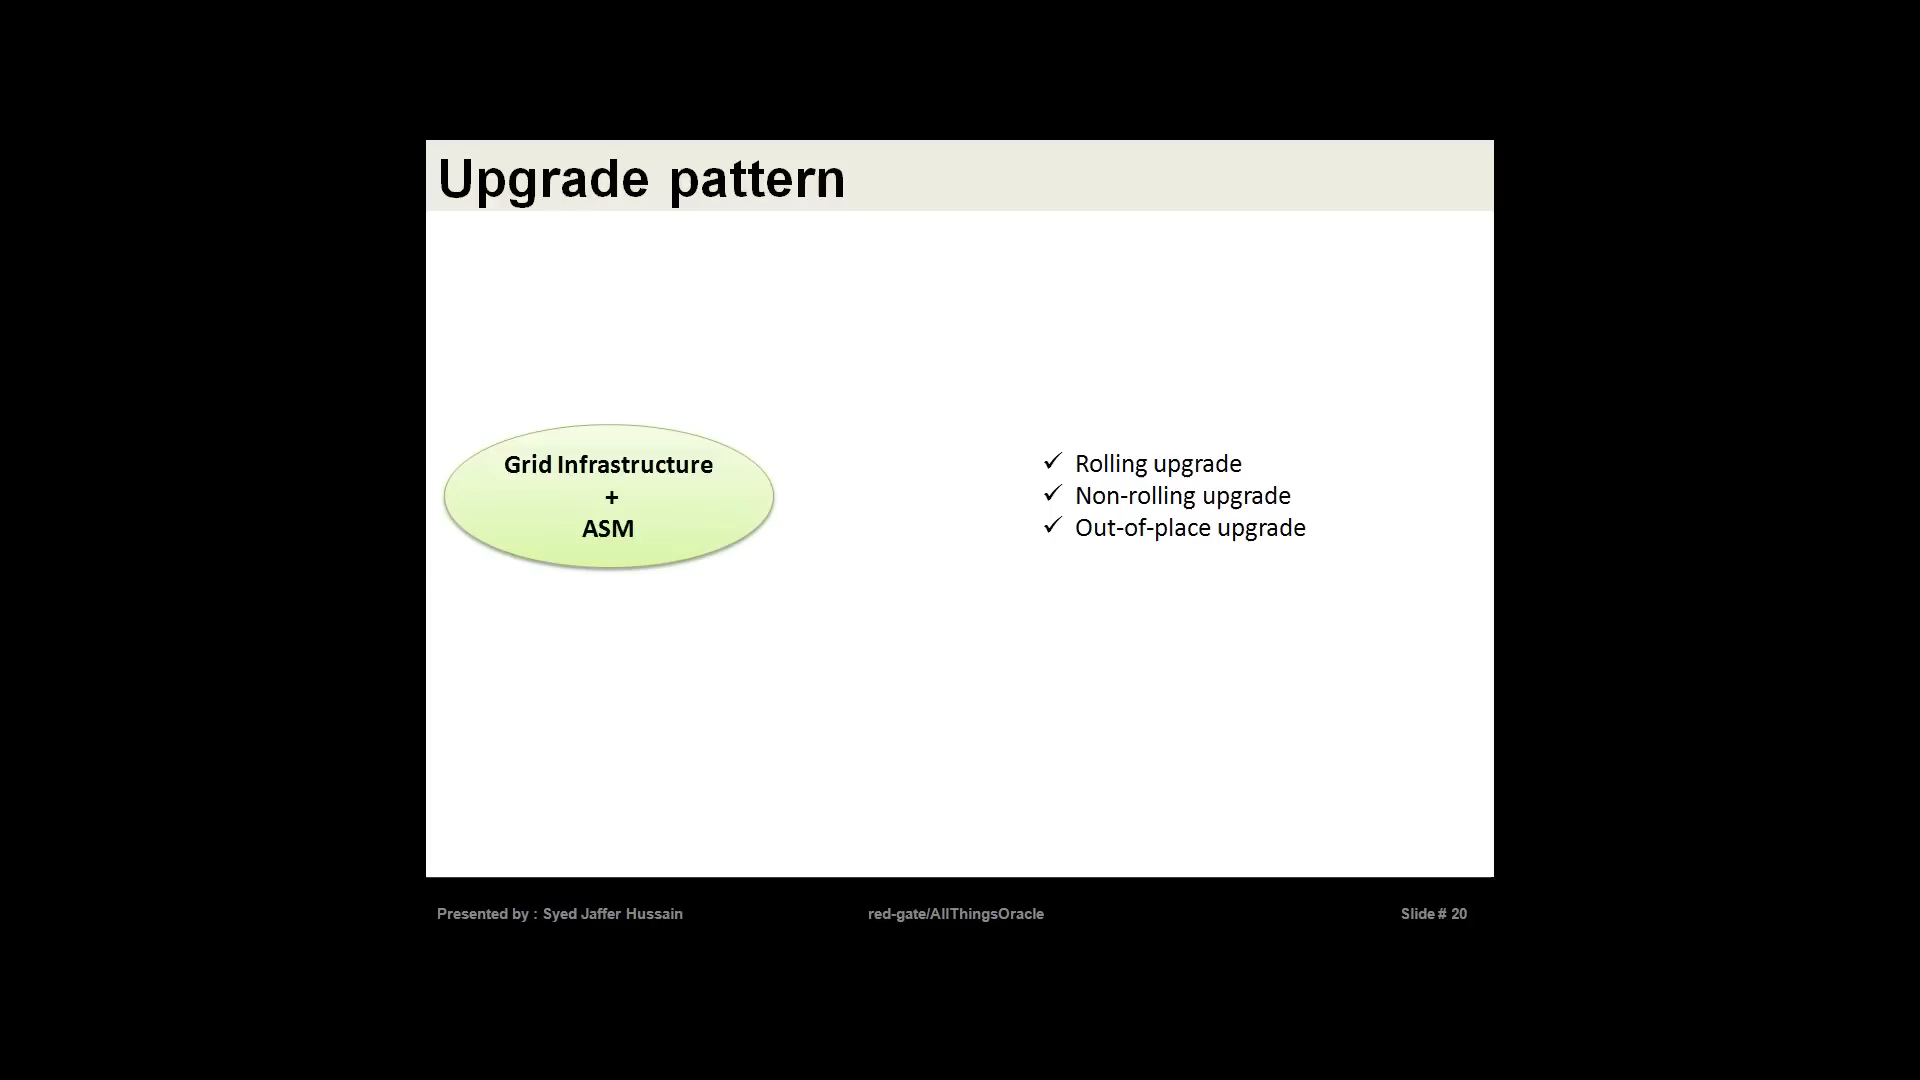 Upgrade pattern
Grid Infrastructure
+
ASM
✓ Rolling upgrade
✓ Non-rolling upgrade
✓ Out-of-place upgrade
Presented by : Syed Jaffer Hussain
red-gate/AllThingsOracle
Slide # 20